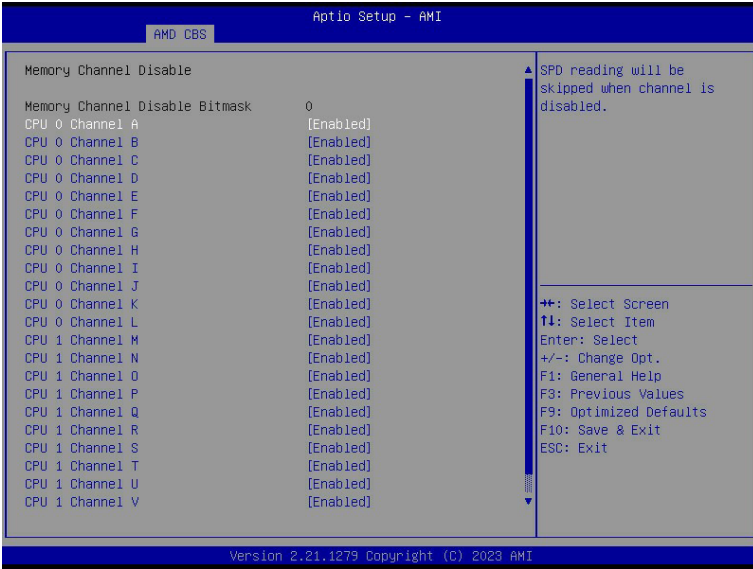 Aptio Setup - AMI
AMD CBS
Memory Channel Disable
Memory Channel Disable Bitmask 0
CPU 0 Channel A [Enabled]
CPU 0 Channel B [Enabled]
CPU 0 Channel C [Enabled]
CPU 0 Channel D [Enabled]
CPU 0 Channel E [Enabled]
CPU 0 Channel F [Enabled]
CPU 0 Channel G [Enabled]
CPU 0 Channel H [Enabled]
CPU 0 Channel I [Enabled]
CPU 0 Channel J [Enabled]
CPU 0 Channel K [Enabled]
CPU 0 Channel L [Enabled]
CPU 1 Channel M [Enabled]
CPU 1 Channel N [Enabled]
CPU 1 Channel O [Enabled]
CPU 1 Channel P [Enabled]
CPU 1 Channel Q [Enabled]
CPU 1 Channel R [Enabled]
CPU 1 Channel S [Enabled]
CPU 1 Channel T [Enabled]
CPU 1 Channel U [Enabled]
CPU 1 Channel V [Enabled]
SPD reading will be
skipped when channel is
disabled.
→←: Select Screen
↑↓: Select Item
Enter: Select
+/-: Change Opt.
F1: General Help
F3: Previous Values
F9: Optimized Defaults
F10: Save & Exit
ESC: Exit
Version 2.21.1279 Copyright (C) 2023 AMI